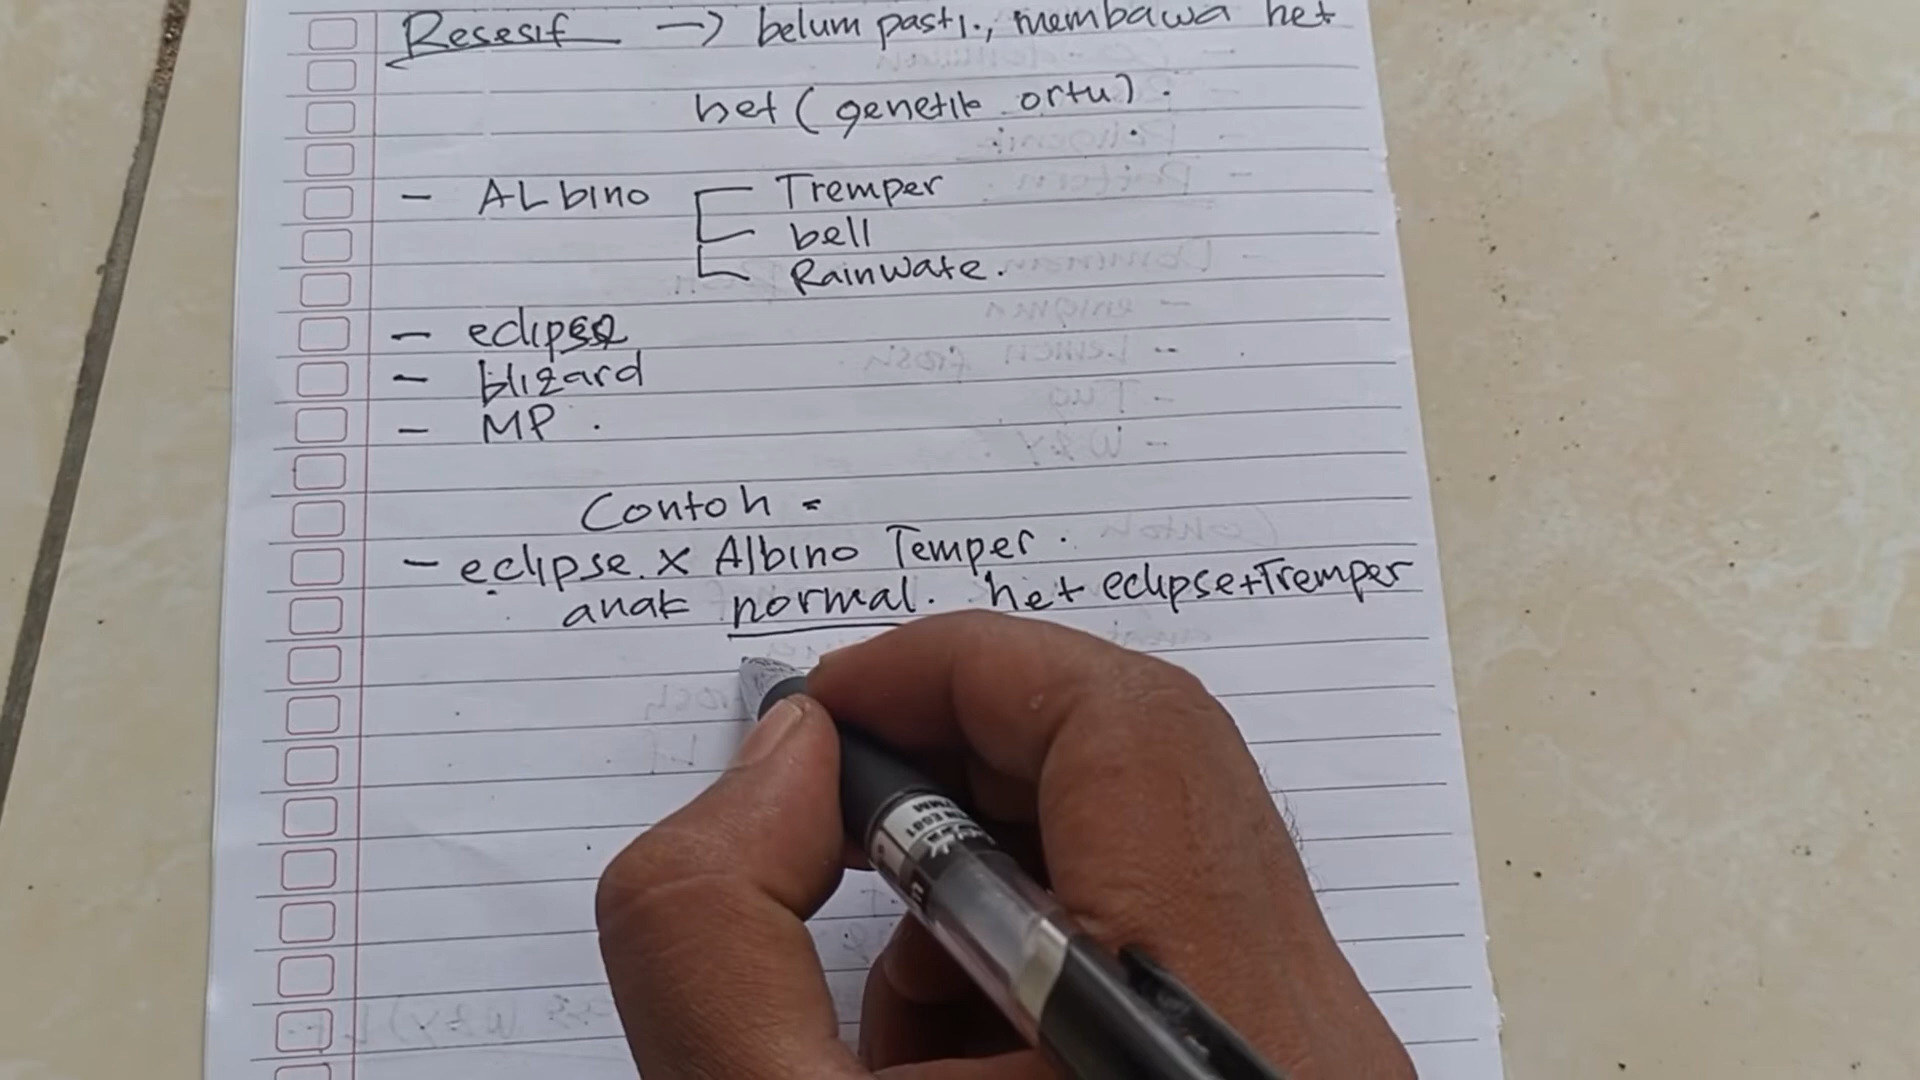 Resesif → belum pasti., membawa het
het (genetik ortu).
- ALbino Tremper
bell
Rainwate.
- eclipse
- blizard
- MP.
Contoh =
- eclipse x Albino Temper.
anak normal. het eclipse+Tremper